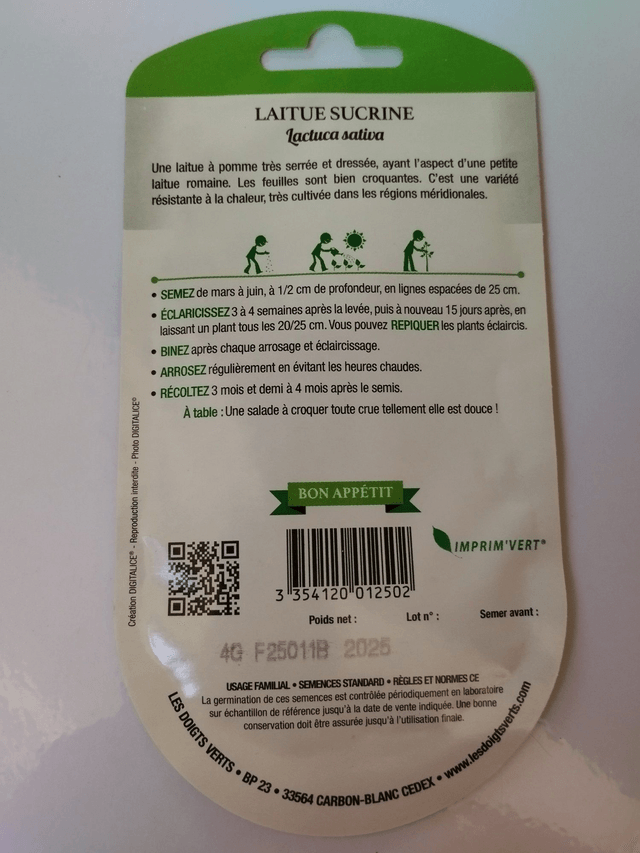 LAITUE SUCRINE
Lactuca sativa
Une laitue à pomme très serrée et dressée, ayant l'aspect d'une petite
laitue romaine. Les feuilles sont bien croquantes. C'est une variété
résistante à la chaleur, très cultivée dans les régions méridionales.
• SEMEZ de mars à juin, à 1/2 cm de profondeur, en lignes espacées de 25 cm.
• ÉCLARICISSEZ 3 à 4 semaines après la levée, puis à nouveau 15 jours après, en
laissant un plant tous les 20/25 cm. Vous pouvez REPIQUER les plants éclaircis.
• BINEZ après chaque arrosage et éclaircissage.
• ARROSEZ régulièrement en évitant les heures chaudes.
• RÉCOLTEZ 3 mois et demi à 4 mois après le semis.
À table : Une salade à croquer toute crue tellement elle est douce !
Création DIGITALICE® - Reproduction interdite - Photo DIGITALICE®
BON APPÉTIT
IMPRIM'VERT®
3 354120 012502
Poids net : Lot n° : Semer avant :
4G F25011B 2025
USAGE FAMILIAL • SEMENCES STANDARD • RÈGLES ET NORMES CE
La germination de ces semences est contrôlée périodiquement en laboratoire
sur échantillon de référence jusqu'à la date de vente indiquée. Une bonne
conservation doit être assurée jusqu'à l'utilisation finale.
LES DOIGTS VERTS • BP 23 • 33564 CARBON-BLANC CEDEX • www.lesdoigtsverts.com